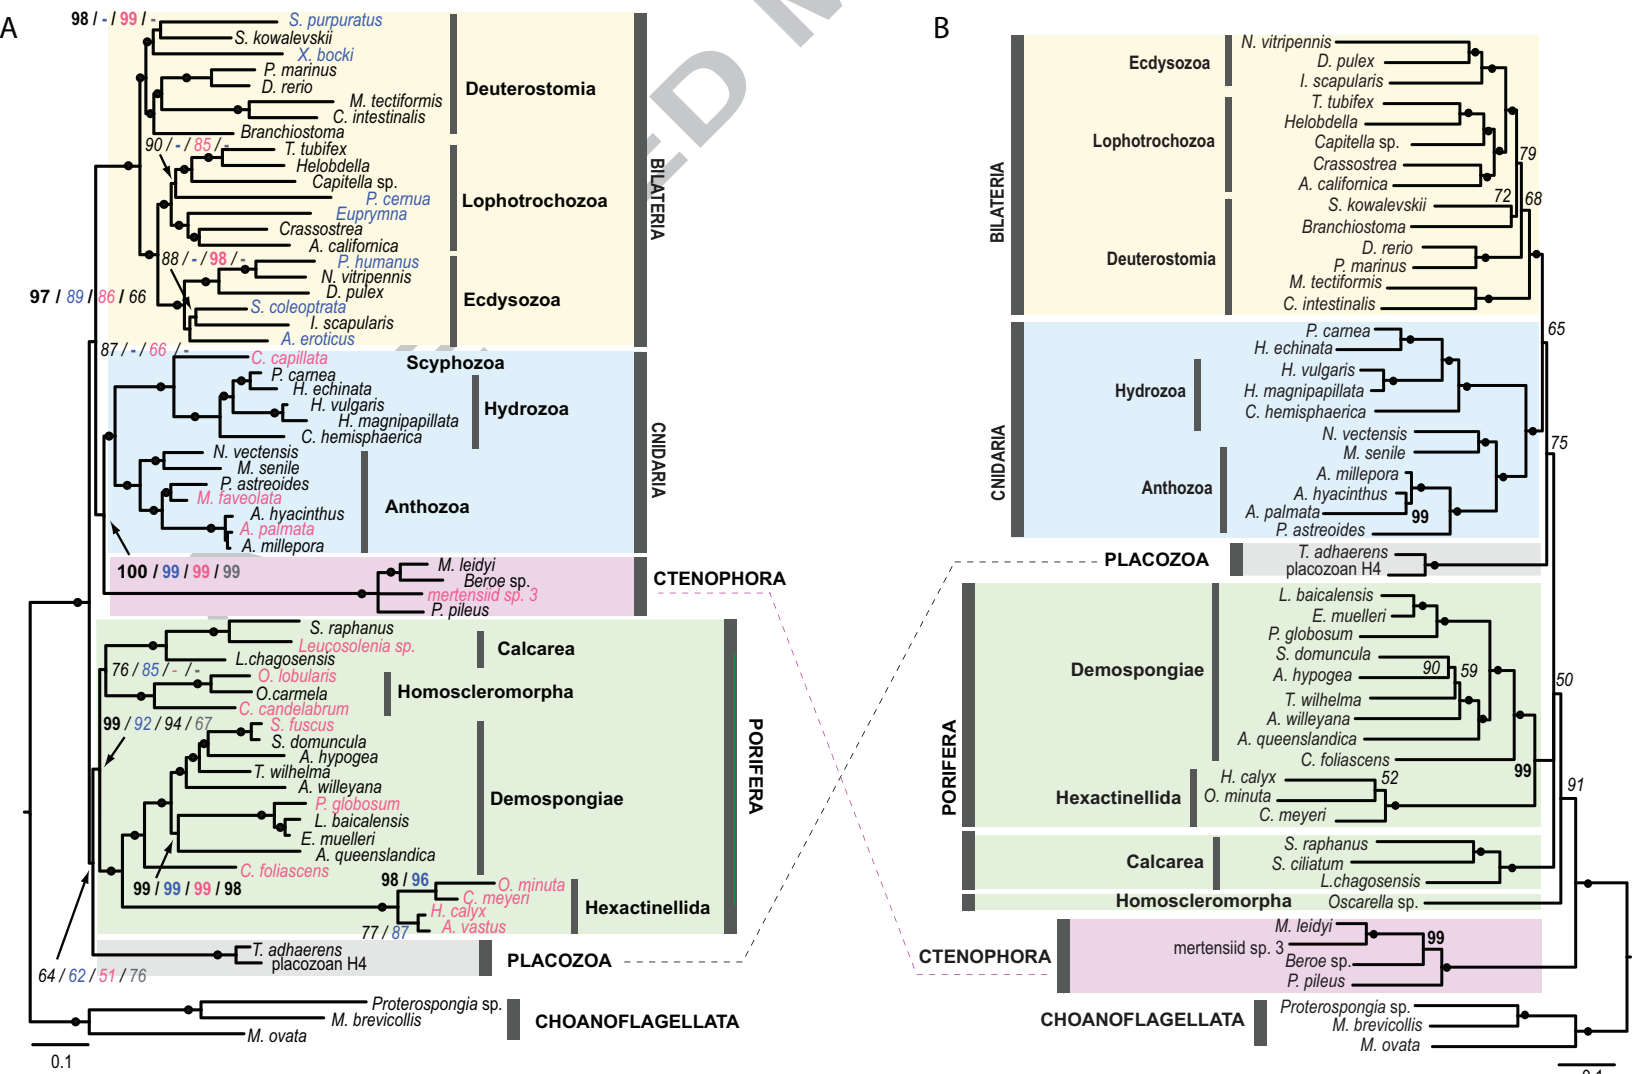 A
98 / - / 99 / -
S. purpuratus
S. kowalevskii
X. bocki
P. marinus
D. rerio
M. tectiformis
C. intestinalis
Branchiostoma
Deuterostomia
90 / - / 85 / -
T. tubifex
Helobdella
Capitella sp.
P. cernua
Euprymna
Crassostrea
A. californica
Lophotrochozoa
88 / - / 98 / -
P. humanus
N. vitripennis
D. pulex
S. coleoptrata
I. scapularis
A. eroticus
Ecdysozoa
BILATERIA
97 / 89 / 86 / 66
87 / - / 66 / -
C. capillata
Scyphozoa
P. carnea
H. echinata
H. vulgaris
H. magnipapillata
C. hemisphaerica
Hydrozoa
N. vectensis
M. senile
P. astreoides
M. faveolata
A. hyacinthus
A. palmata
A. millepora
Anthozoa
CNIDARIA
100 / 99 / 99 / 99
M. leidyi
Beroe sp.
mertensiid sp. 3
P. pileus
CTENOPHORA
S. raphanus
Leucosolenia sp.
L.chagosensis
Calcarea
76 / 85 / - / -
O. lobularis
O.carmela
C. candelabrum
Homoscleromorpha
99 / 92 / 94 / 67
S. fuscus
S. domuncula
A. hypogea
T. wilhelma
A. willeyana
P. globosum
L. baicalensis
E. muelleri
A. queenslandica
C. foliascens
Demospongiae
99 / 99 / 99 / 98
98 / 96
O. minuta
C. meyeri
H. calyx
A. vastus
77 / 87
Hexactinellida
PORIFERA
T. adhaerens
placozoan H4
PLACOZOA
64 / 62 / 51 / 76
Proterospongia sp.
M. brevicollis
M. ovata
CHOANOFLAGELLATA
0.1
B
N. vitripennis
D. pulex
I. scapularis
Ecdysozoa
T. tubifex
Helobdella
Capitella sp.
Crassostrea
A. californica
Lophotrochozoa
79
72
68
S. kowalevskii
Branchiostoma
D. rerio
P. marinus
M. tectiformis
C. intestinalis
Deuterostomia
BILATERIA
65
P. carnea
H. echinata
H. vulgaris
H. magnipapillata
C. hemisphaerica
Hydrozoa
75
N. vectensis
M. senile
A. millepora
A. hyacinthus
A. palmata
99
P. astreoides
Anthozoa
CNIDARIA
T. adhaerens
placozoan H4
PLACOZOA
L. baicalensis
E. muelleri
P. globosum
S. domuncula
A. hypogea
90
59
T. wilhelma
A. willeyana
A. queenslandica
C. foliascens
Demospongiae
50
99
H. calyx
52
O. minuta
C. meyeri
Hexactinellida
91
PORIFERA
S. raphanus
S. ciliatum
L.chagosensis
Calcarea
Homoscleromorpha
Oscarella sp.
M. leidyi
mertensiid sp. 3
99
Beroe sp.
P. pileus
CTENOPHORA
Proterospongia sp.
M. brevicollis
M. ovata
CHOANOFLAGELLATA